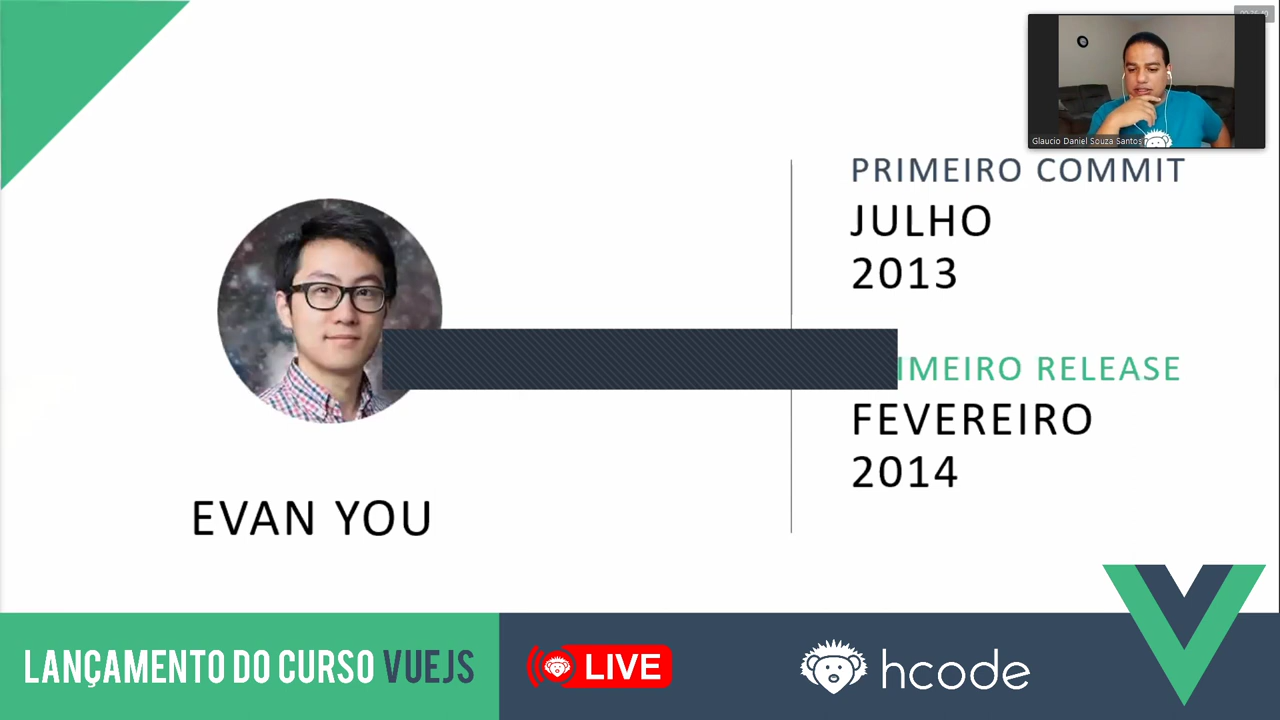 Glaucio Daniel Souza Santos
PRIMEIRO COMMIT
JULHO
2013
IMEIRO RELEASE
FEVEREIRO
2014
EVAN YOU
LANÇAMENTO DO CURSO VUEJS
LIVE
hcode